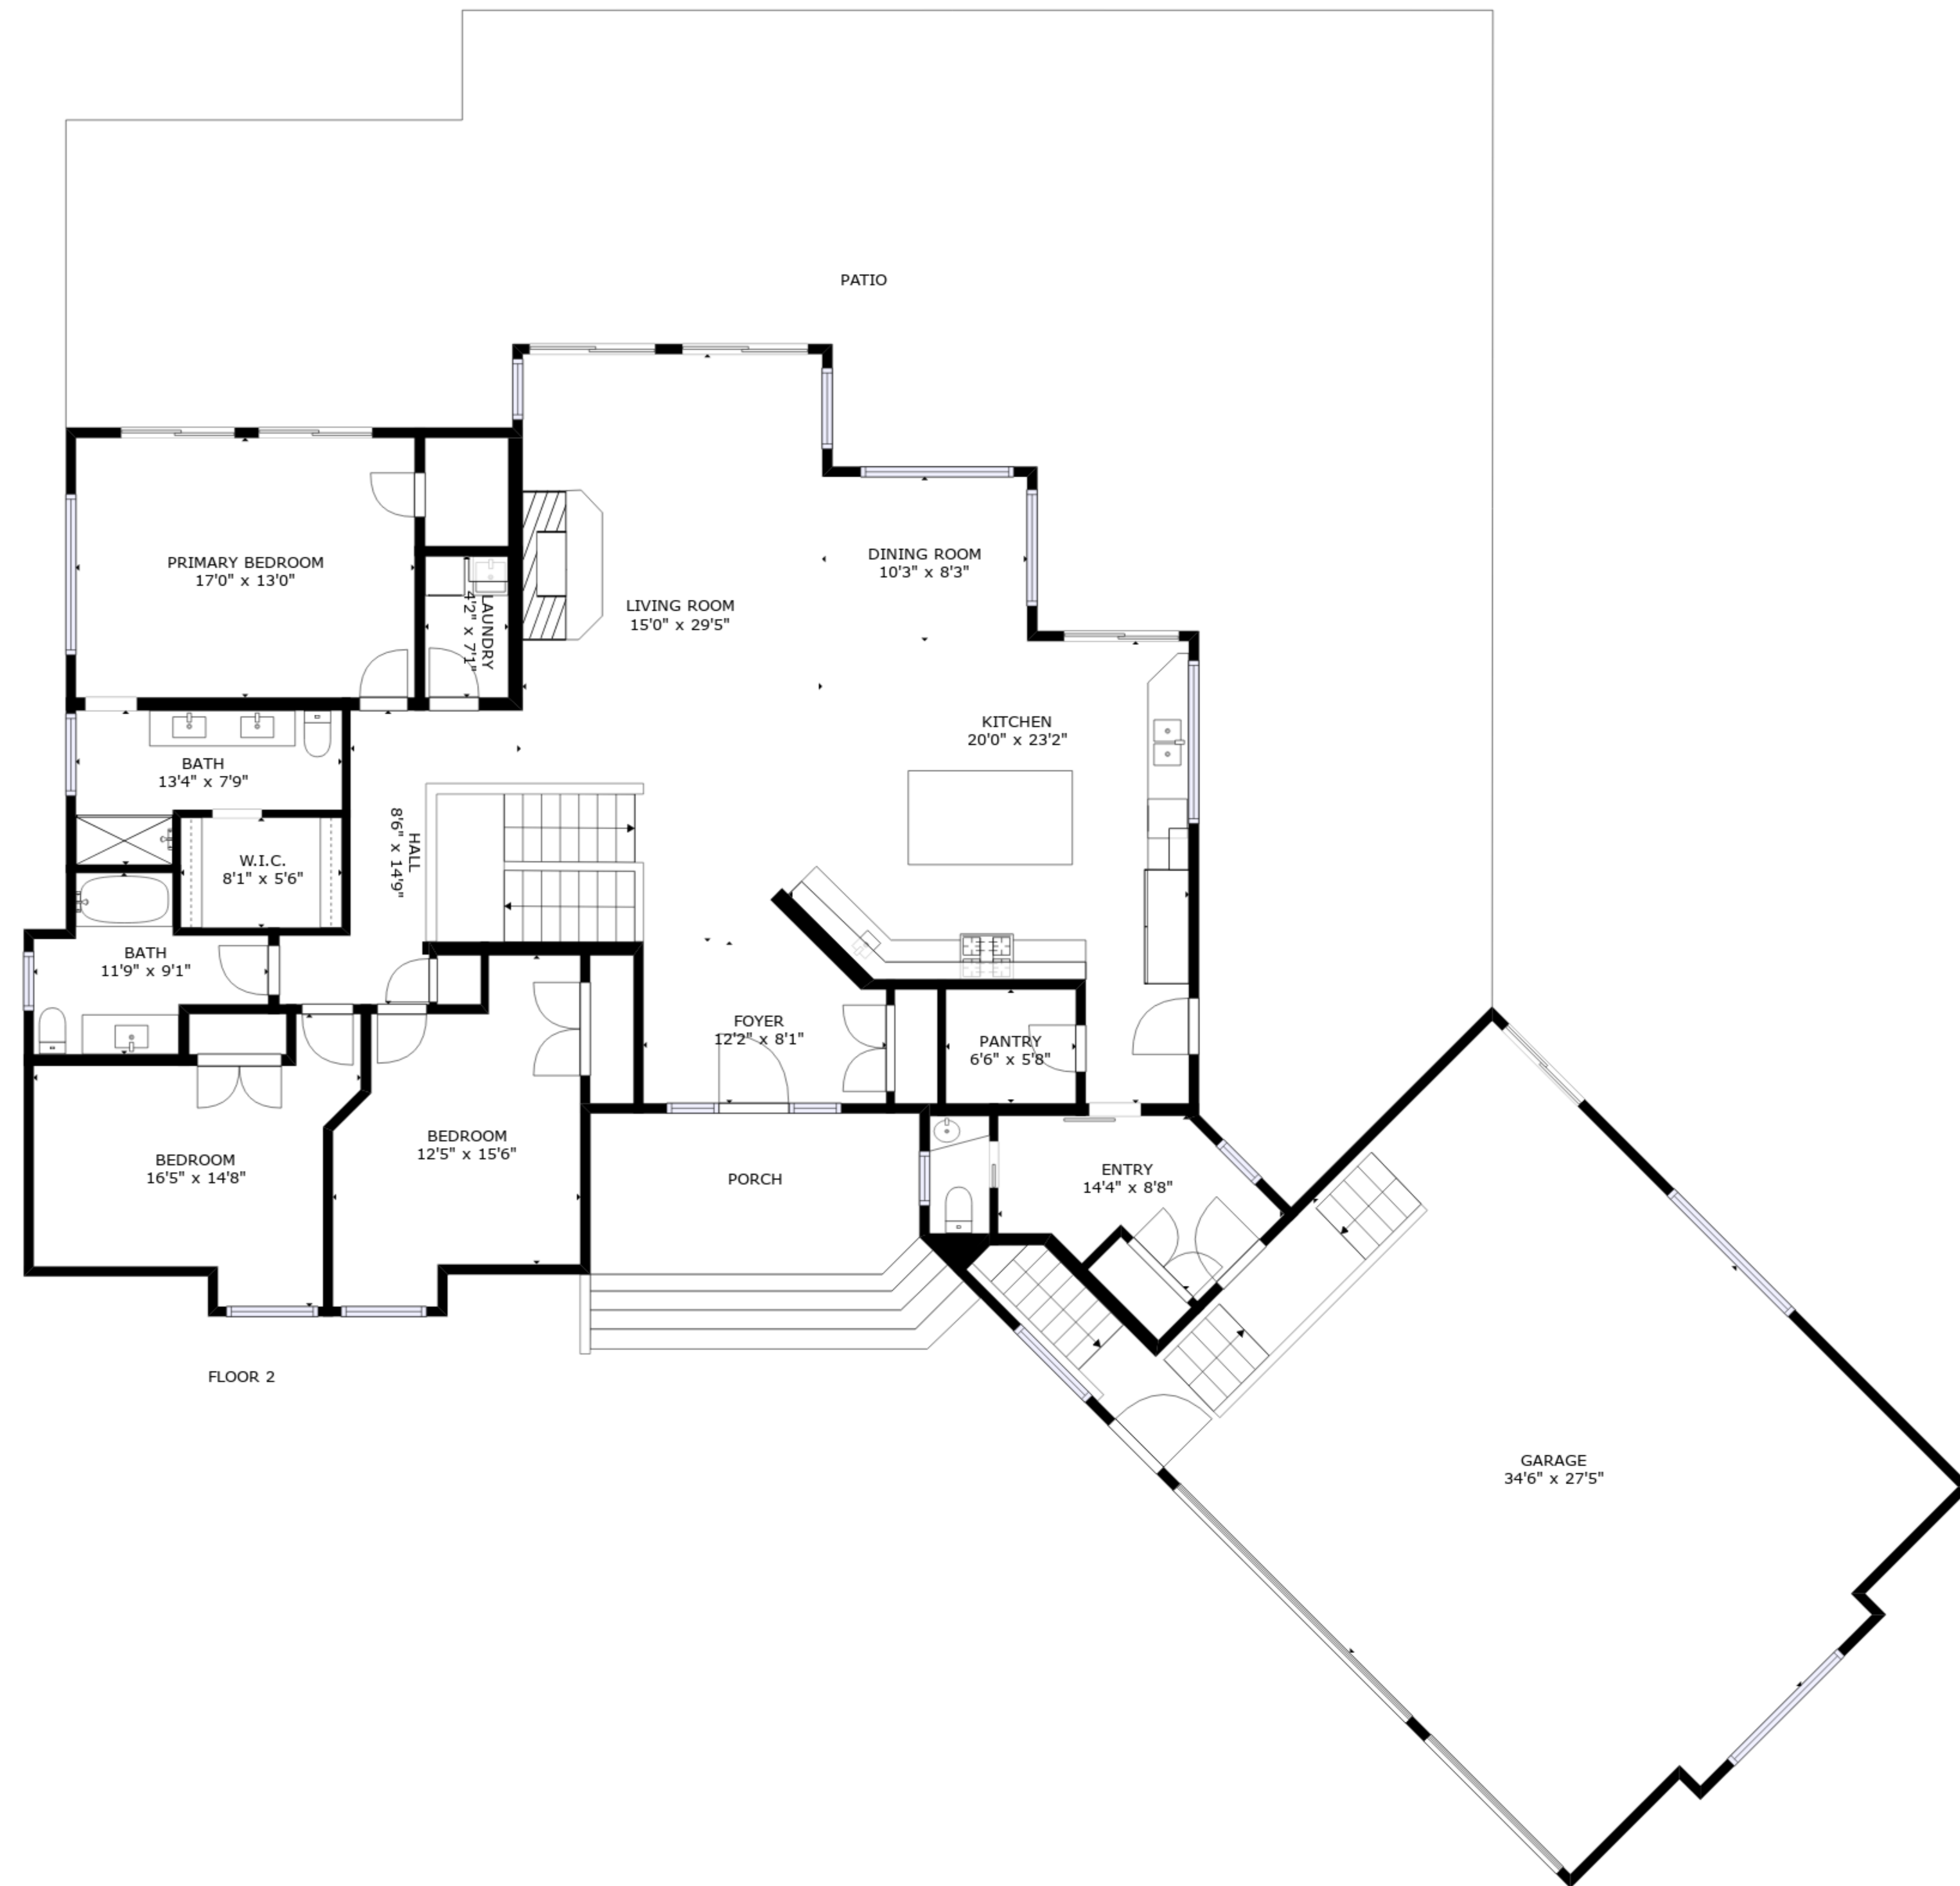 PATIO
DINING ROOM
10'3" x 8'3"
PRIMARY BEDROOM
17'0" x 13'0"
LAUNDRY
4'2" x 7'1"
LIVING ROOM
15'0" x 29'5"
KITCHEN
20'0" x 23'2"
BATH
13'4" x 7'9"
HALL
8'6" x 14'9"
W.I.C.
8'1" x 5'6"
BATH
11'9" x 9'1"
FOYER
12'2" x 8'1"
PANTRY
6'6" x 5'8"
BEDROOM
12'5" x 15'6"
BEDROOM
16'5" x 14'8"
PORCH
ENTRY
14'4" x 8'8"
FLOOR 2
GARAGE
34'6" x 27'5"